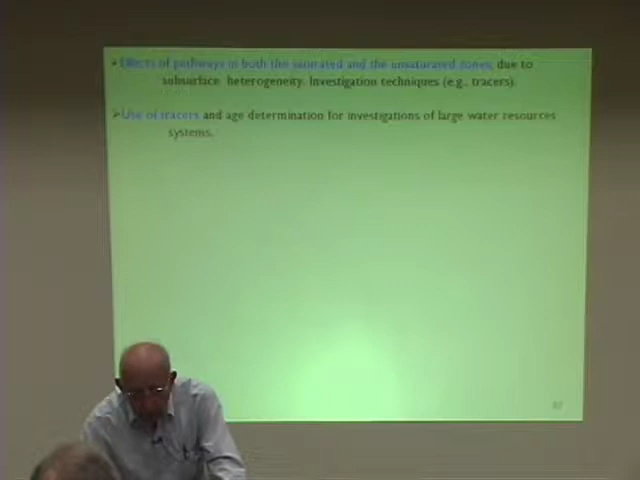 ➢Effects of pathways in both the saturated and the unsaturated zones, due to
subsurface heterogeneity. Investigation techniques (e.g., tracers).
➢Use of tracers and age determination for investigations of large water resources
systems.